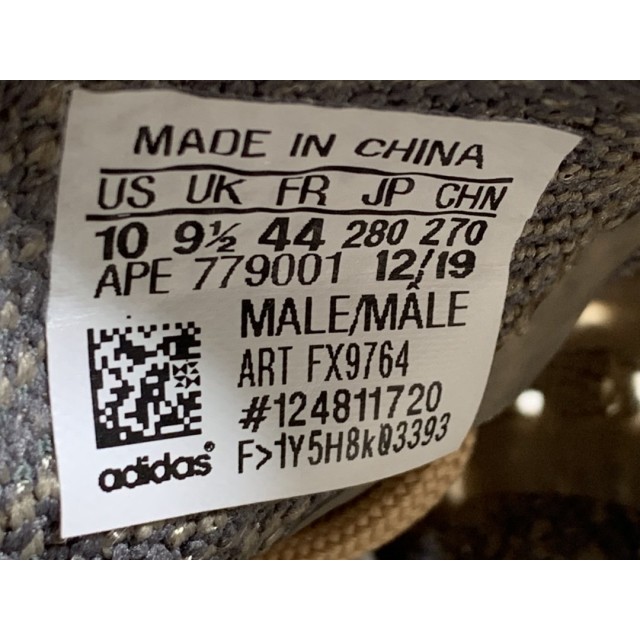 MADE IN CHINA
US UK FR JP CHN
10 9½ 44 280 270
APE 779001 12/19
MALE/MÂLE
ART FX9764
#124811720
F>1Y5H8kQ3393
adidas®